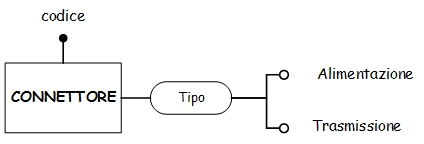 codice
CONNETTORE
Tipo
Alimentazione
Trasmissione